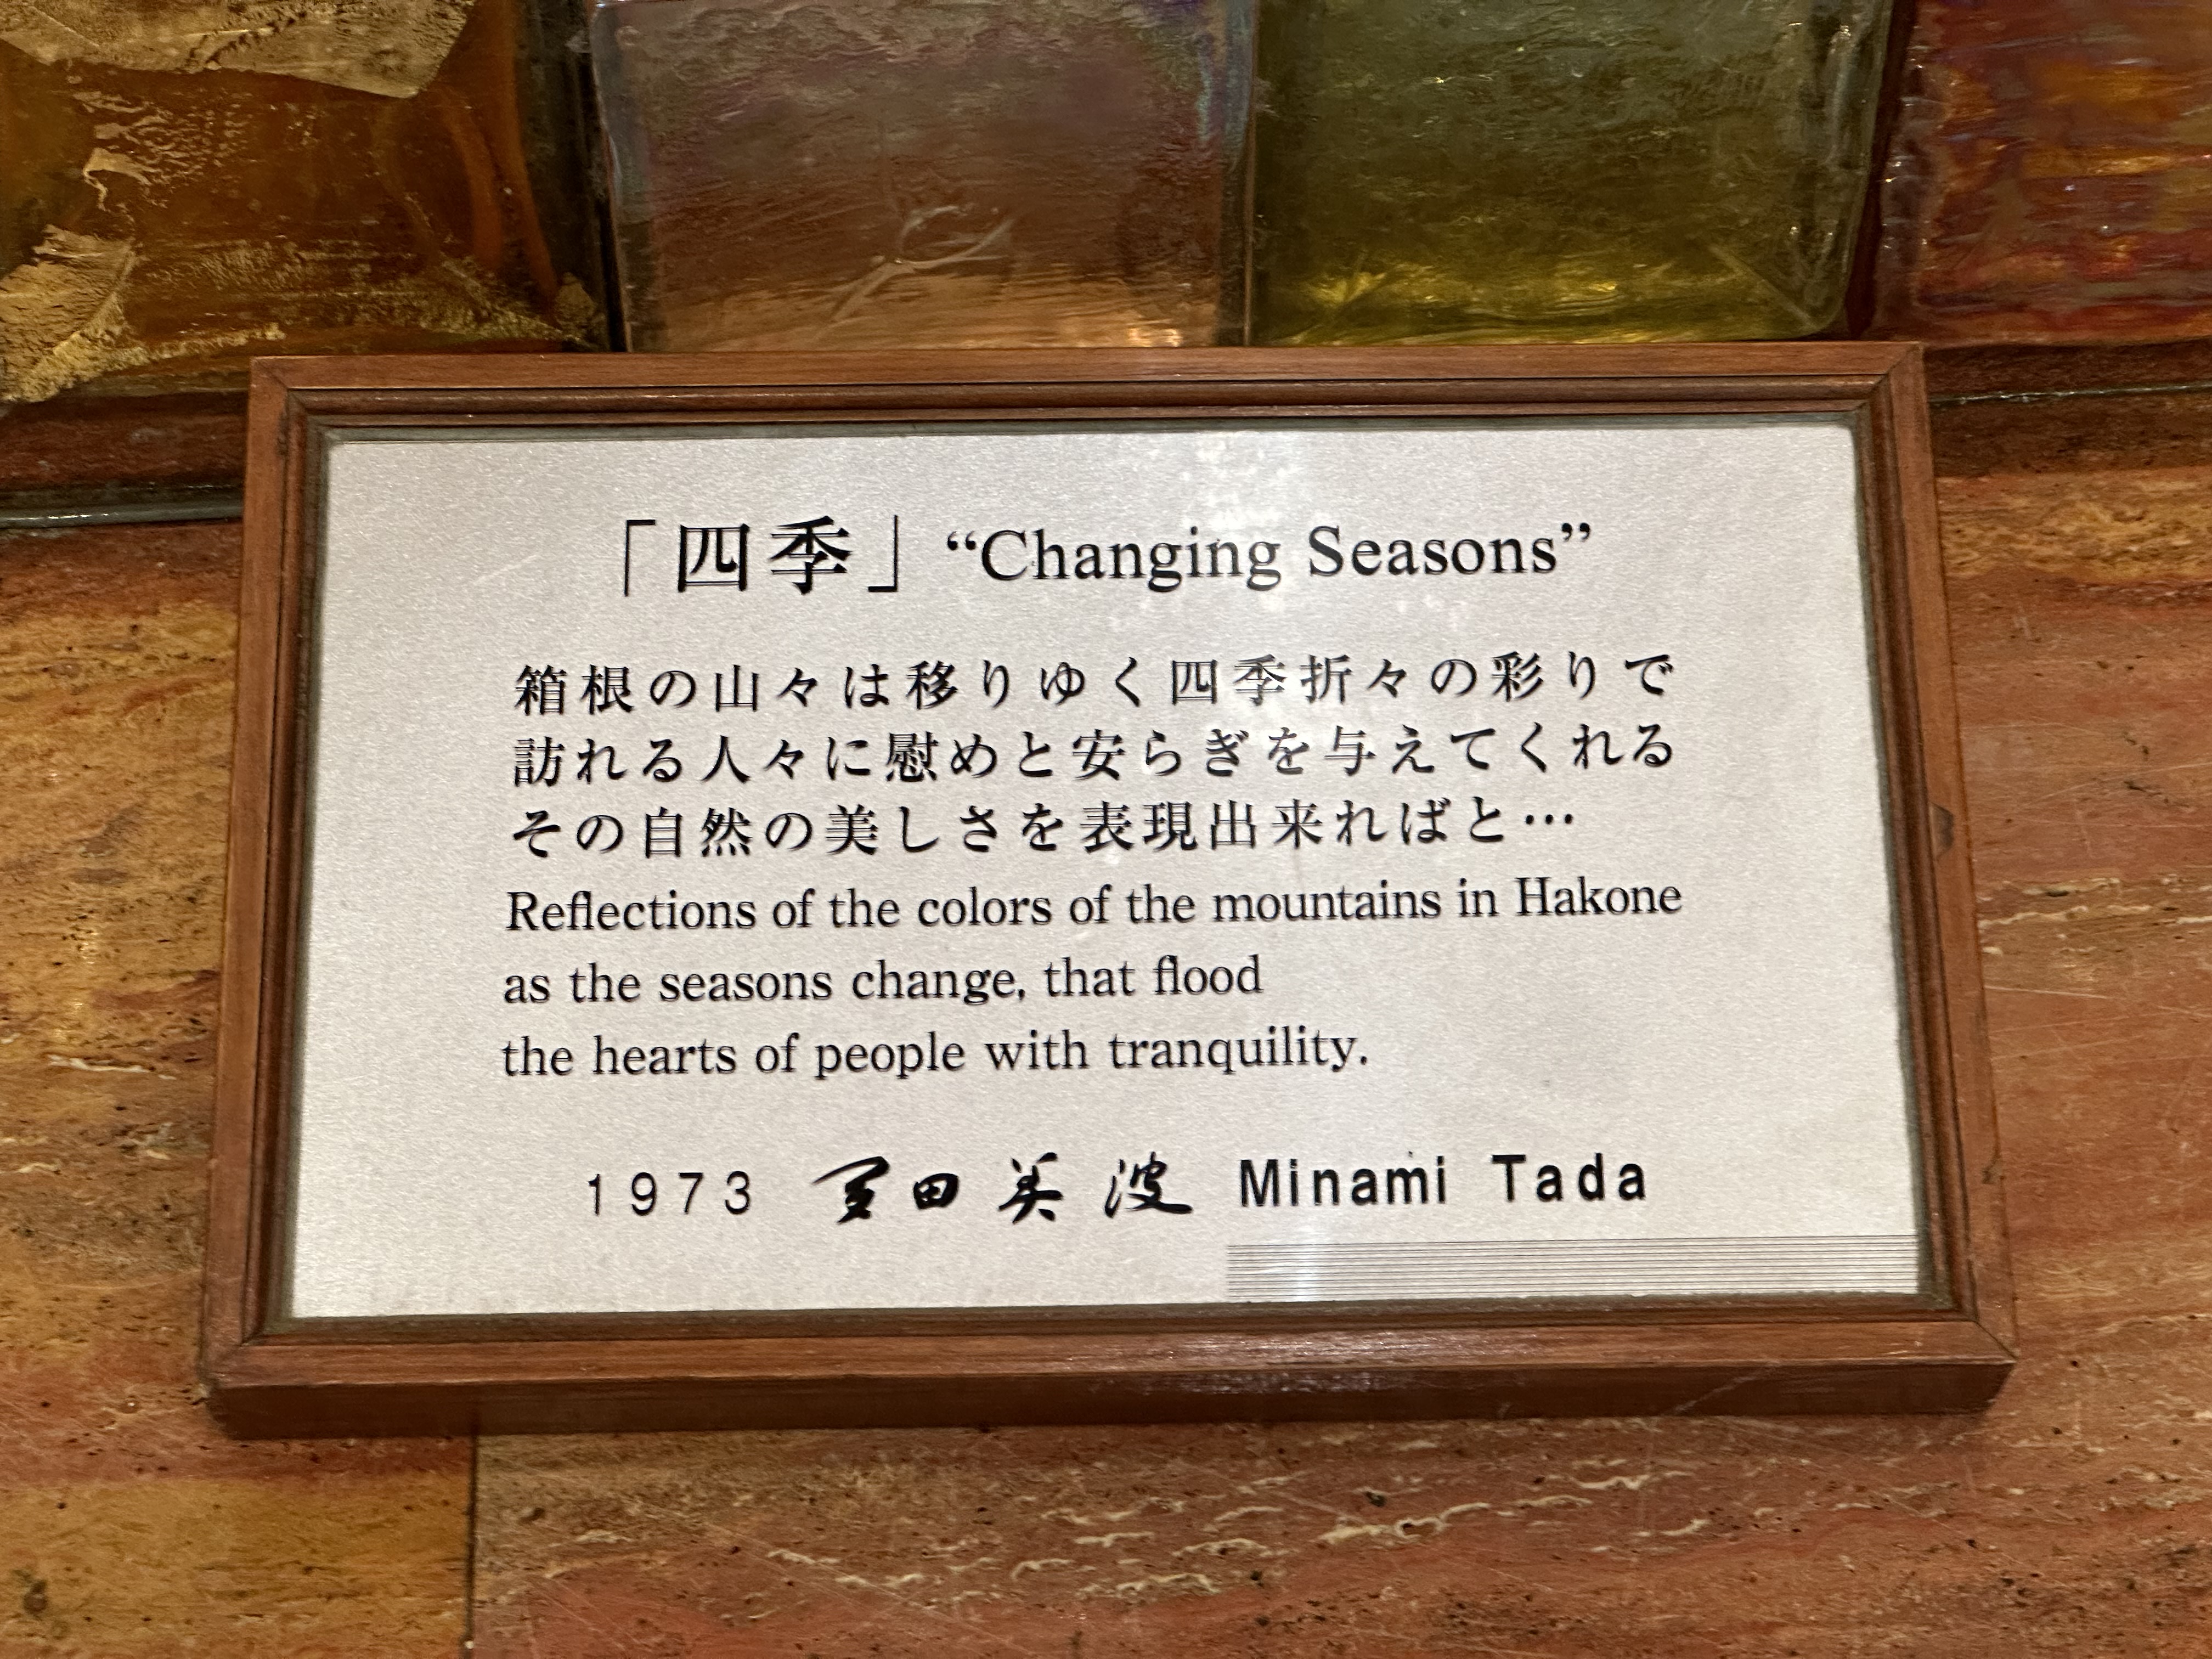 「四季」“Changing Seasons”
箱根の山々は移りゆく四季折々の彩りで
訪れる人々に慰めと安らぎを与えてくれる
その自然の美しさを表現出来ればと…
Reflections of the colors of the mountains in Hakone
as the seasons change, that flood
the hearts of people with tranquility.
1973 多田美波 Minami Tada